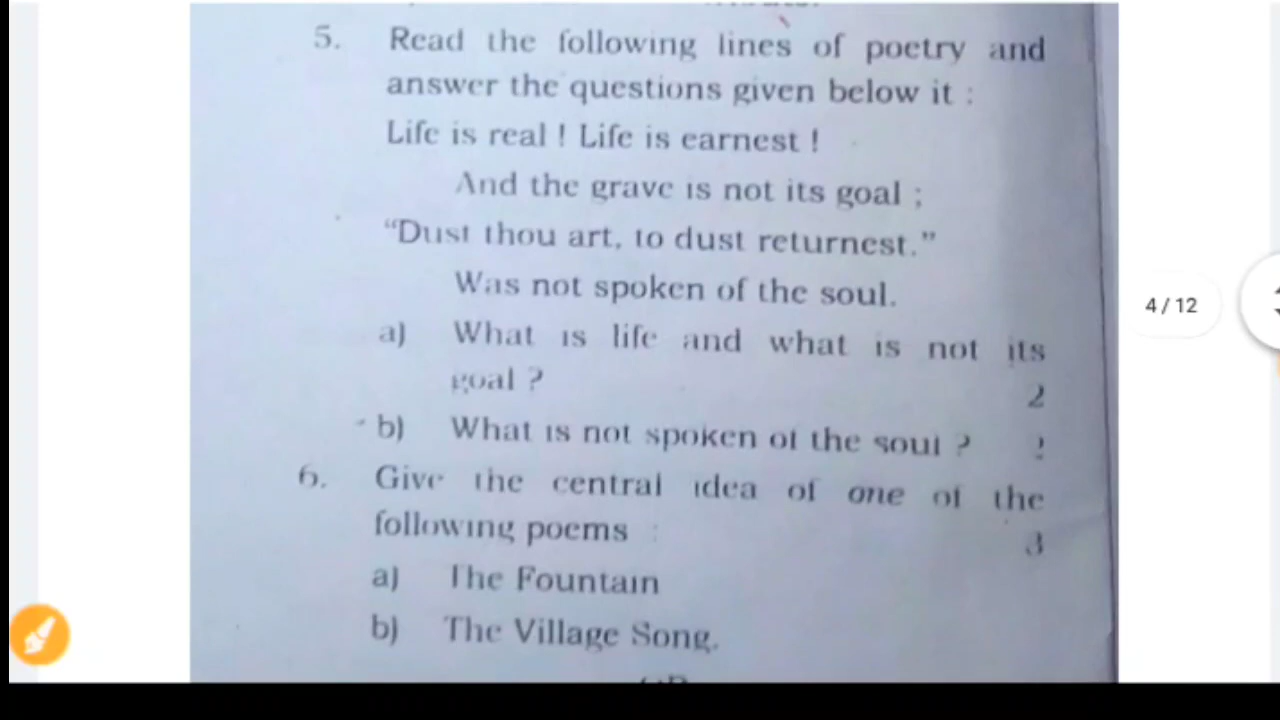 5. Read the following lines of poetry and
answer the questions given below it :
Life is real ! Life is earnest !
And the grave is not its goal ;
“Dust thou art, to dust returnest.”
Was not spoken of the soul.
a) What is life and what is not its
goal ? 2
b) What is not spoken of the soul ? 2
6. Give the central idea of one of the
following poems : 3
a) The Fountain
b) The Village Song.
4 / 12